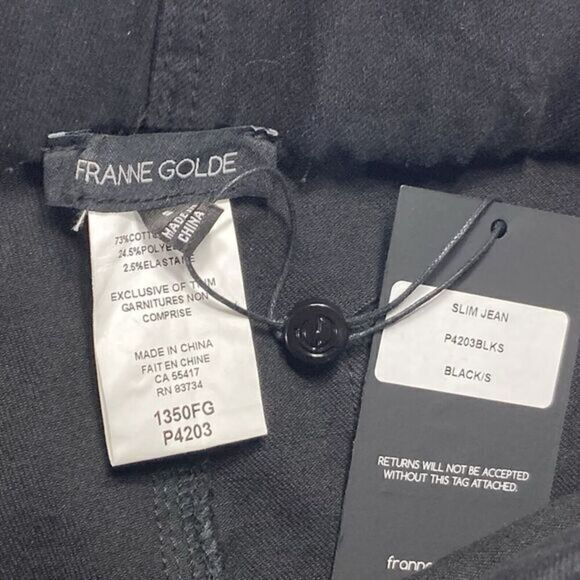 FRANNE GOLDE
S
MADE IN
CHINA
73%COTTO
24.5%POLYE
2.5%ELASTANE
EXCLUSIVE OF TRIM
GARNITURES NON
COMPRISE
MADE IN CHINA
FAIT EN CHINE
CA 55417
RN 83734
1350FG
P4203
SLIM JEAN
P4203BLKS
BLACK/S
RETURNS WILL NOT BE ACCEPTED
WITHOUT THIS TAG ATTACHED.
franne